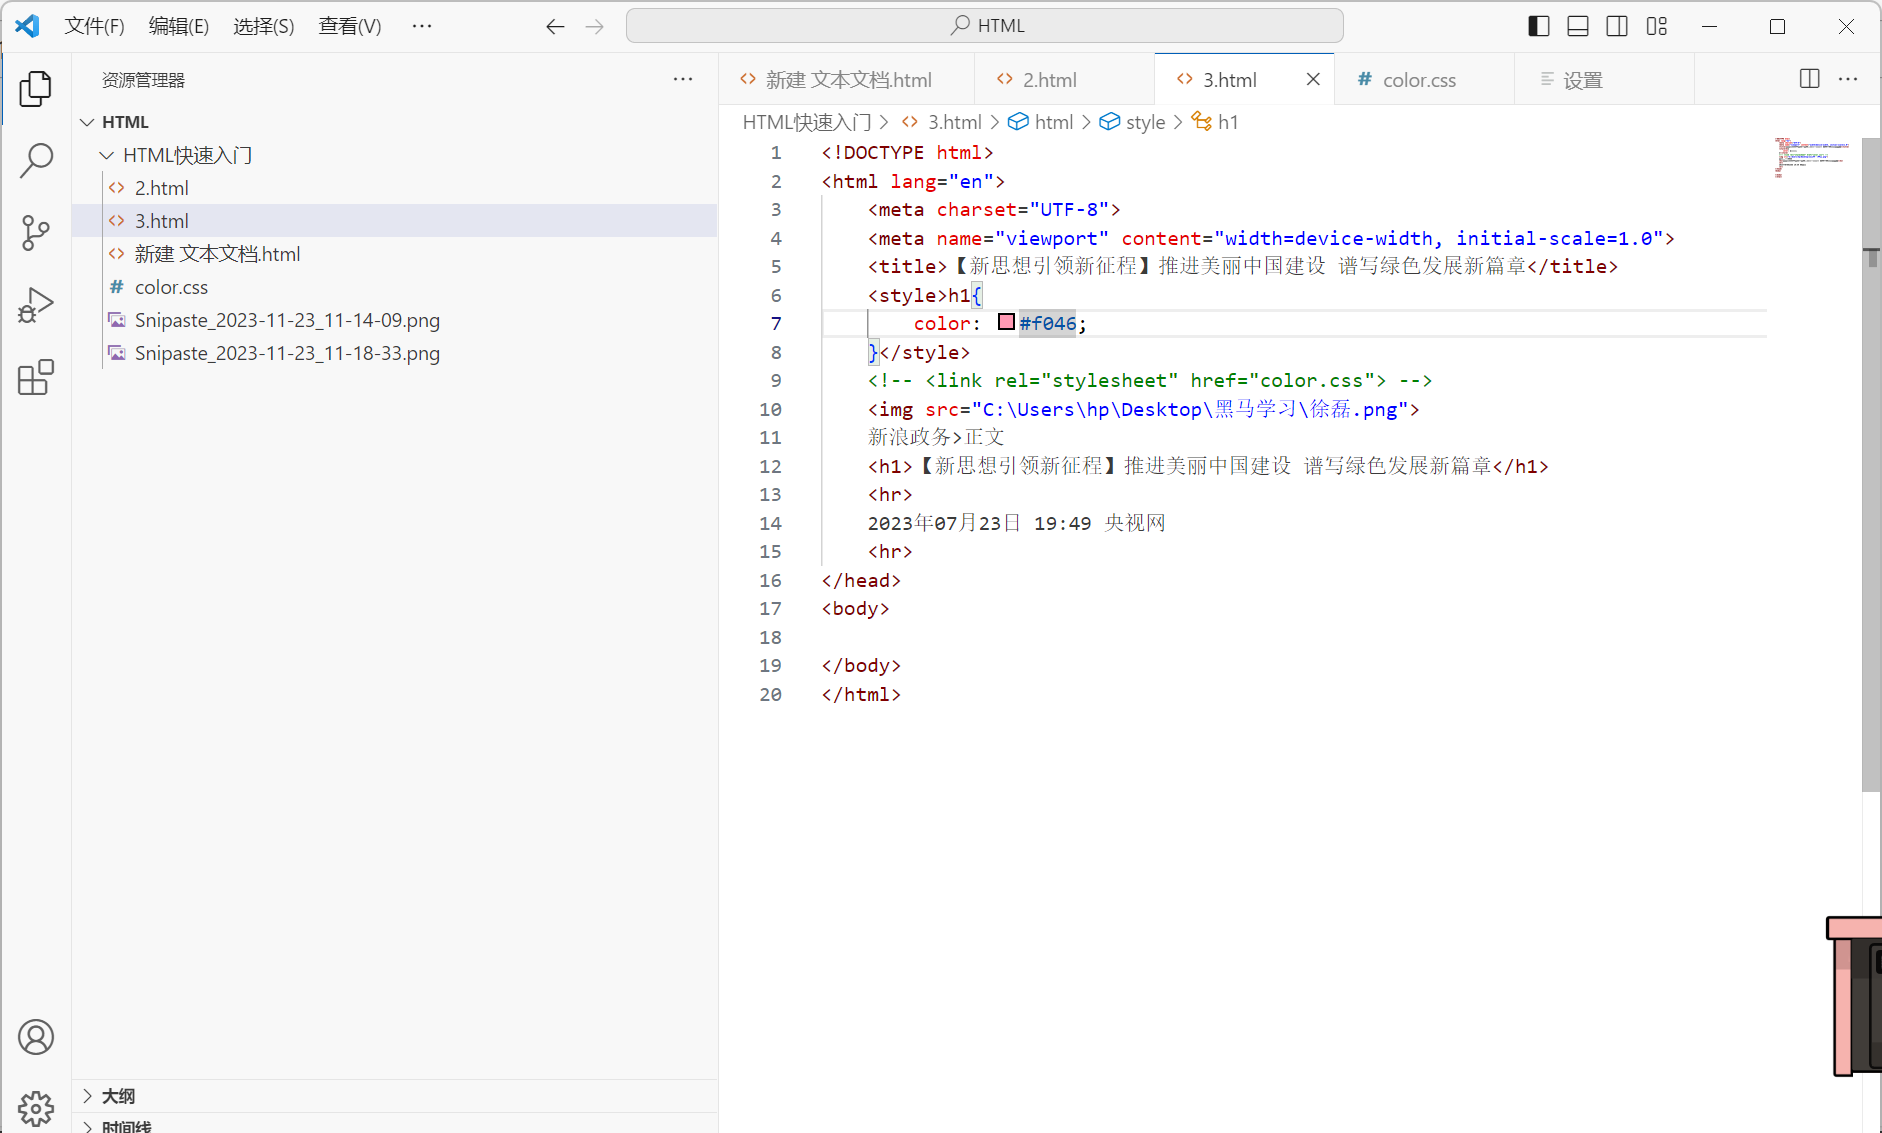 文件(F) 编辑(E) 选择(S) 查看(V) ··· HTML
资源管理器 ···
HTML
HTML快速入门
2.html
3.html
新建 文本文档.html
# color.css
Snipaste_2023-11-23_11-14-09.png
Snipaste_2023-11-23_11-18-33.png
大纲
时间线
新建 文本文档.html 2.html 3.html # color.css 设置
HTML快速入门 > <> 3.html > html > style > h1
1 <!DOCTYPE html>
2 <html lang="en">
3 <meta charset="UTF-8">
4 <meta name="viewport" content="width=device-width, initial-scale=1.0">
5 <title>【新思想引领新征程】推进美丽中国建设 谱写绿色发展新篇章</title>
6 <style>h1{
7 color: #f046;
8 }</style>
9 <!-- <link rel="stylesheet" href="color.css"> -->
10 <img src="C:\Users\hp\Desktop\黑马学习\徐磊.png">
11 新浪政务>正文
12 <h1>【新思想引领新征程】推进美丽中国建设 谱写绿色发展新篇章</h1>
13 <hr>
14 2023年07月23日 19:49 央视网
15 <hr>
16 </head>
17 <body>
18
19 </body>
20 </html>